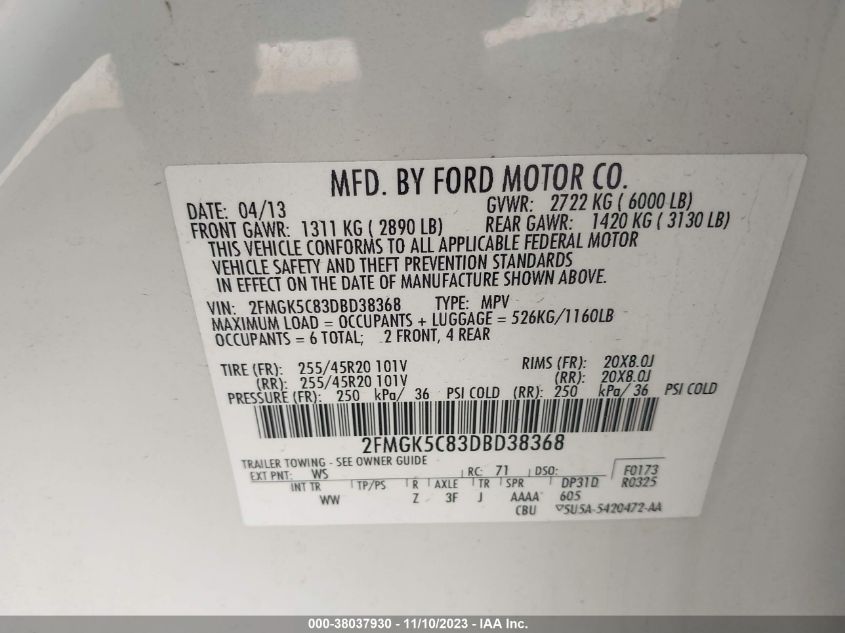 MFD. BY FORD MOTOR CO.
DATE: 04/13 GVWR: 2722 KG ( 6000 LB)
FRONT GAWR: 1311 KG ( 2890 LB) REAR GAWR: 1420 KG ( 3130 LB)
THIS VEHICLE CONFORMS TO ALL APPLICABLE FEDERAL MOTOR
VEHICLE SAFETY AND THEFT PREVENTION STANDARDS
IN EFFECT ON THE DATE OF MANUFACTURE SHOWN ABOVE.
VIN: 2FMGK5C83DBD38368 TYPE: MPV
MAXIMUM LOAD = OCCUPANTS + LUGGAGE = 526KG/1160LB
OCCUPANTS = 6 TOTAL; 2 FRONT, 4 REAR
TIRE (FR): 255/45R20 101V RIMS (FR): 20X8.0J
(RR): 255/45R20 101V (RR): 20X8.0J
PRESSURE (FR): 250 kPa/ 36 PSI COLD (RR): 250 kPa/ 36 PSI COLD
2FMGK5C83DBD38368
TRAILER TOWING - SEE OWNER GUIDE
EXT PNT: WS RC: 71 DSO: F0173
INT TR TP/PS R AXLE TR SPR DP31D R0325
WW Z 3F J AAAA 605
CBU 5U5A-5420472-AA
000-38037930 - 11/10/2023 - IAA Inc.